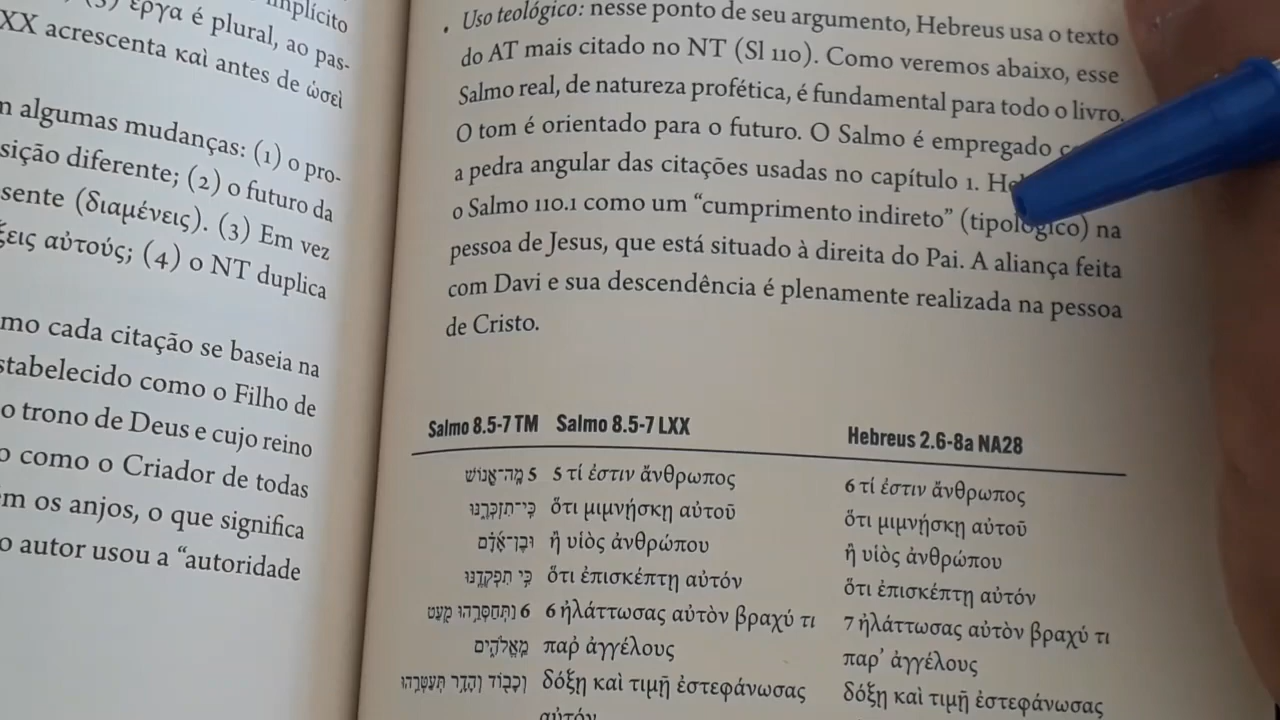 implícito
(3) ἔργα é plural, ao pas-
XX acrescenta καὶ antes de ὡσεὶ
algumas mudanças: (1) o pro-
sição diferente; (2) o futuro da
sente (διαμένεις). (3) Em vez
ξεις αὐτούς; (4) o NT duplica
mo cada citação se baseia na
stabelecido como o Filho de
o trono de Deus e cujo reino
o como o Criador de todas
m os anjos, o que significa
o autor usou a “autoridade
• Uso teológico: nesse ponto de seu argumento, Hebreus usa o texto
do AT mais citado no NT (Sl 110). Como veremos abaixo, esse
Salmo real, de natureza profética, é fundamental para todo o livro.
O tom é orientado para o futuro. O Salmo é empregado
a pedra angular das citações usadas no capítulo 1.
o Salmo 110.1 como um “cumprimento indireto” (tipológico) na
pessoa de Jesus, que está situado à direita do Pai. A aliança feita
com Davi e sua descendência é plenamente realizada na pessoa
de Cristo.
Salmo 8.5-7 TM Salmo 8.5-7 LXX Hebreus 2.6-8a NA28
5 מָֽה־אֱנ֥וֹשׁ 5 τί ἐστιν ἄνθρωπος 6 τί ἐστιν ἄνθρωπος
כִּֽי־תִזְכְּרֶ֑נּוּ ὅτι μιμνῄσκῃ αὐτοῦ ὅτι μιμνῄσκῃ αὐτοῦ
וּבֶן־אָ֝דָ֗ם ἢ υἱὸς ἀνθρώπου ἢ υἱὸς ἀνθρώπου
כִּ֣י תִפְקְדֶֽנּוּ ὅτι ἐπισκέπτῃ αὐτόν ὅτι ἐπισκέπτῃ αὐτόν
6 וַתְּחַסְּרֵ֣הוּ מְּ֭עַט 6 ἠλάττωσας αὐτὸν βραχύ τι 7 ἠλάττωσας αὐτὸν βραχύ τι
מֵאֱלֹהִ֑ים παῤ ἀγγέλους παρ’ ἀγγέλους
וְכָב֖וֹד וְהָדָ֣ר תְּעַטְּרֵֽהוּ δόξῃ καὶ τιμῇ ἐστεφάνωσας δόξῃ καὶ τιμῇ ἐστεφάνωσας
αὐτόν